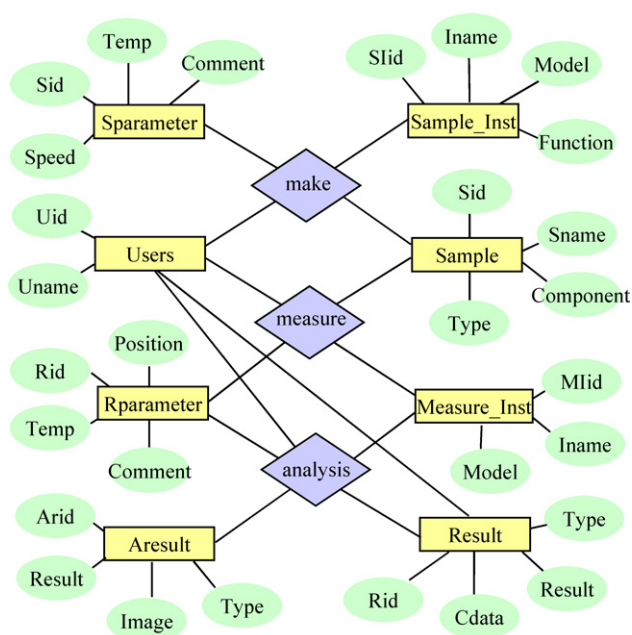 Temp
Iname
Comment
SIid
Model
Sid
Sparameter
Sample_Inst
Speed
Function
make
Sid
Uid
Sname
Users
Sample
Uname
Component
measure
Type
Position
Rid
MIid
Rparameter
Measure_Inst
Temp
Iname
Comment
analysis
Model
Arid
Type
Aresult
Result
Result
Result
Image
Type
Rid
Cdata